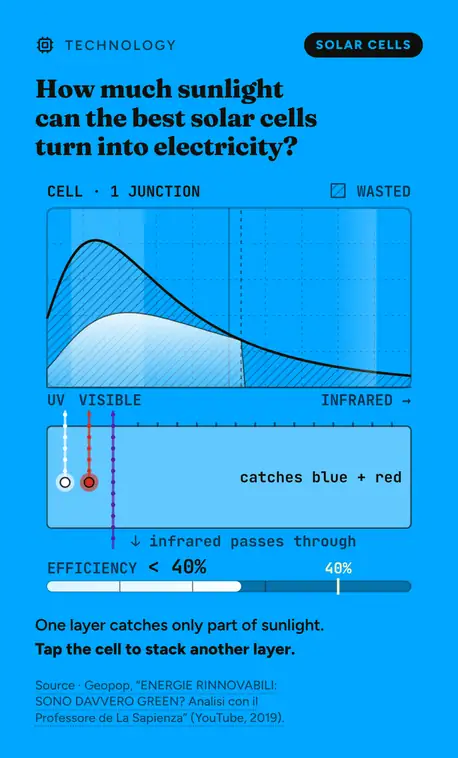 TECHNOLOGY
SOLAR CELLS
How much sunlight
can the best solar cells
turn into electricity?
CELL · 1 JUNCTION
WASTED
UV VISIBLE
INFRARED →
catches blue + red
↓ infrared passes through
EFFICIENCY < 40%
40%
One layer catches only part of sunlight.
Tap the cell to stack another layer.
Source · Geopop, "ENERGIE RINNOVABILI:
SONO DAVVERO GREEN? Analisi con il
Professore de La Sapienza" (YouTube, 2019).